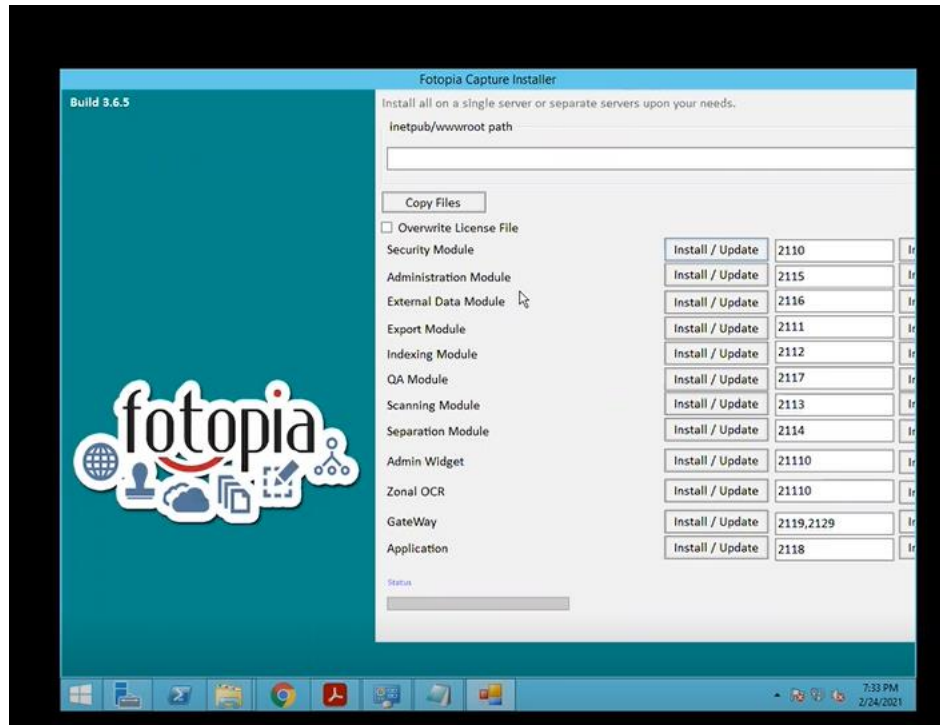 Fotopia Capture Installer
Build 3.6.5
Install all on a single server or separate servers upon your needs.
inetpub/wwwroot path
Copy Files
Overwrite License File
Security Module Install / Update 2110
Administration Module Install / Update 2115
External Data Module Install / Update 2116
Export Module Install / Update 2111
Indexing Module Install / Update 2112
QA Module Install / Update 2117
Scanning Module Install / Update 2113
Separation Module Install / Update 2114
Admin Widget Install / Update 21110
Zonal OCR Install / Update 21110
GateWay Install / Update 2119,2129
Application Install / Update 2118
Status
fotopia
7:33 PM
2/24/2021